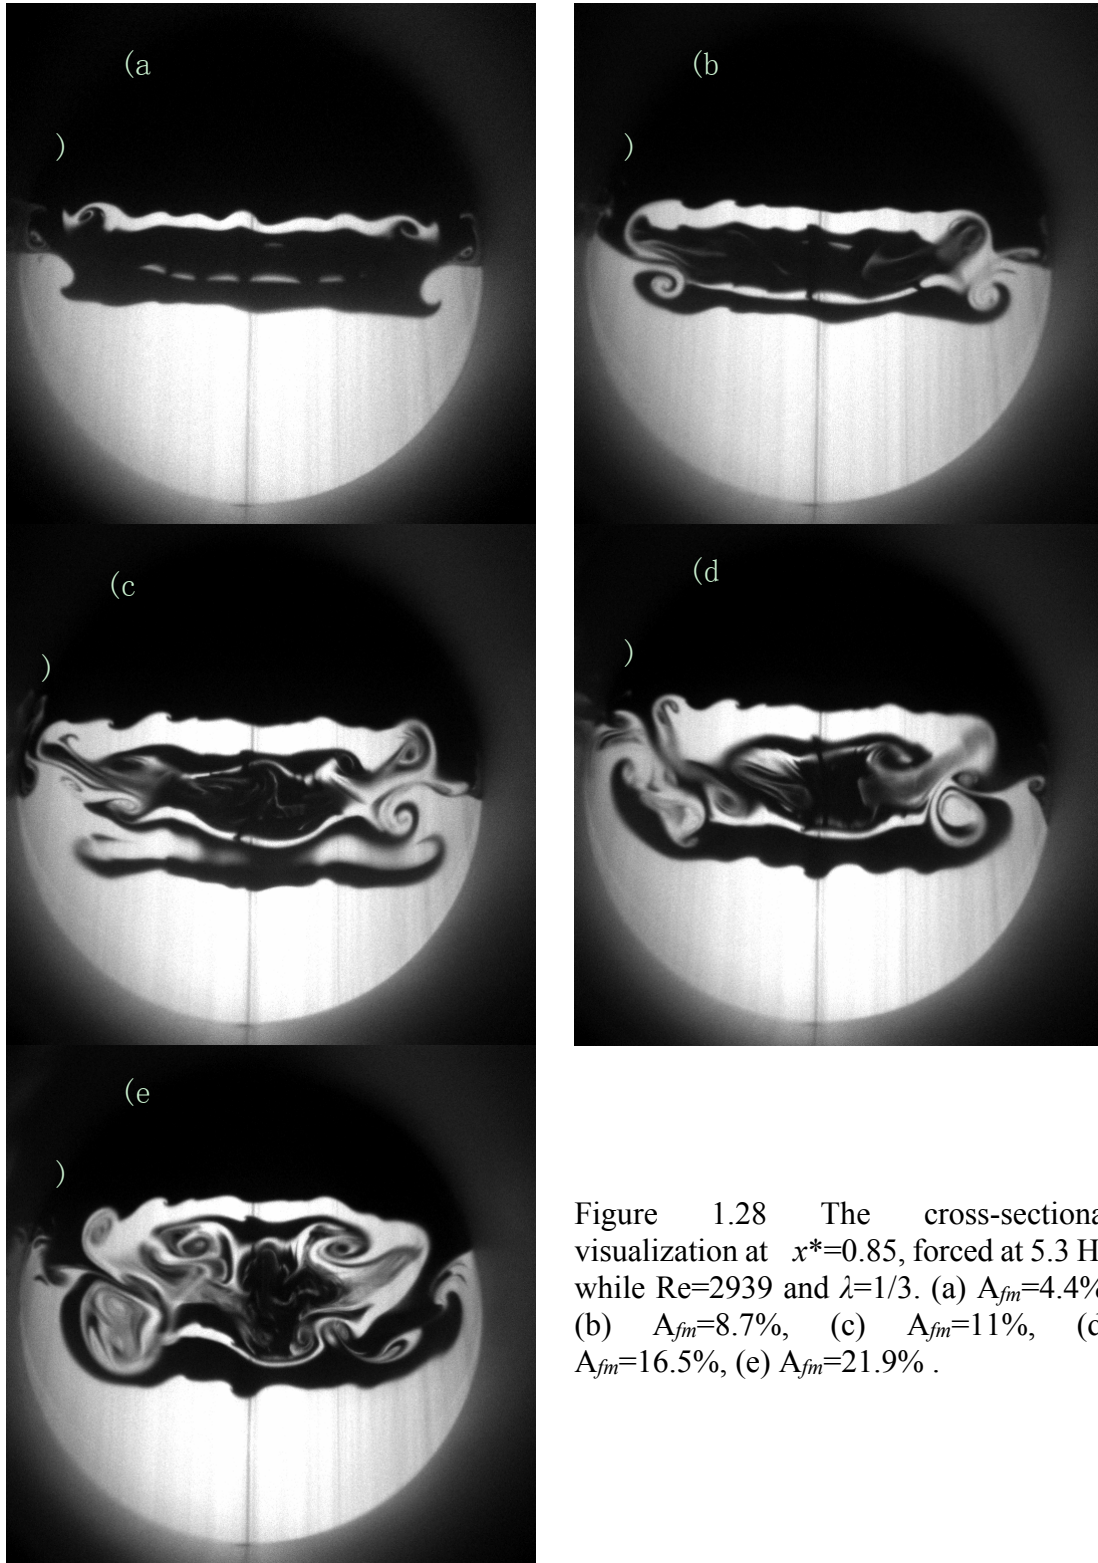 (a
)
(b
)
(c
)
(d
)
(e
)
Figure 1.28 The cross-sectiona
visualization at x*=0.85, forced at 5.3 H
while Re=2939 and λ=1/3. (a) Afm=4.4%
(b) Afm=8.7%, (c) Afm=11%, (d
Afm=16.5%, (e) Afm=21.9% .